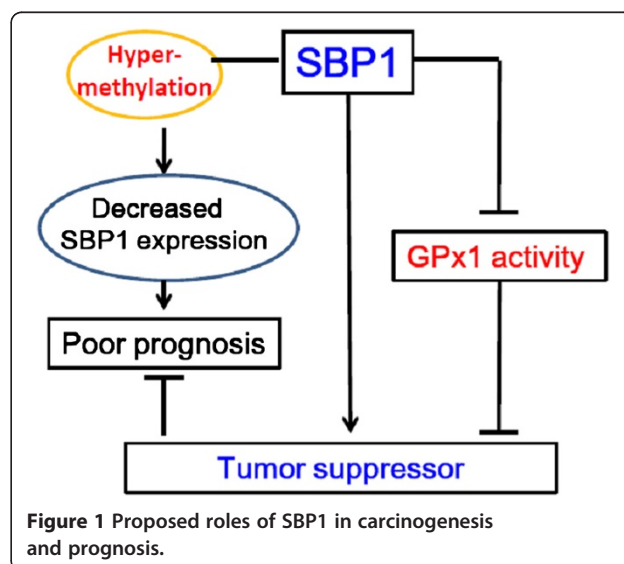 Hyper-
methylation
SBP1
Decreased
SBP1 expression
GPx1 activity
Poor prognosis
Tumor suppressor
Figure 1 Proposed roles of SBP1 in carcinogenesis
and prognosis.